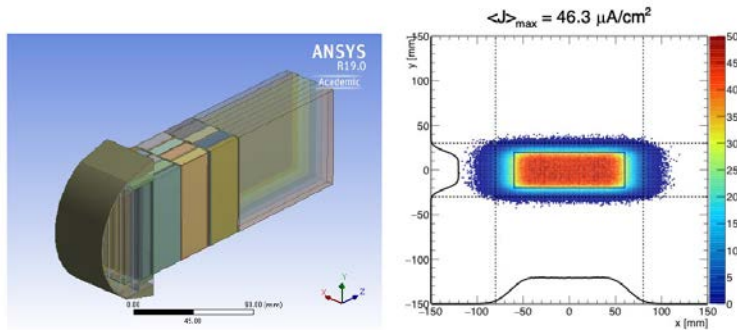 ANSYS
R19.0
Academic
0.00
90.00 (mm)
45.00
X
Y
Z
<J>max = 46.3 μA/cm²
y [mm]
150
100
50
0
−50
−100
−150
−150 −100 −50 0 50 100 150
x [mm]
50
45
40
35
30
25
20
15
10
5
0